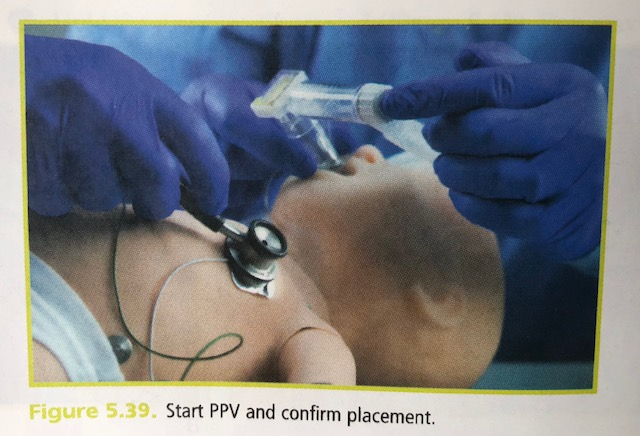 Figure 5.39. Start PPV and confirm placement.